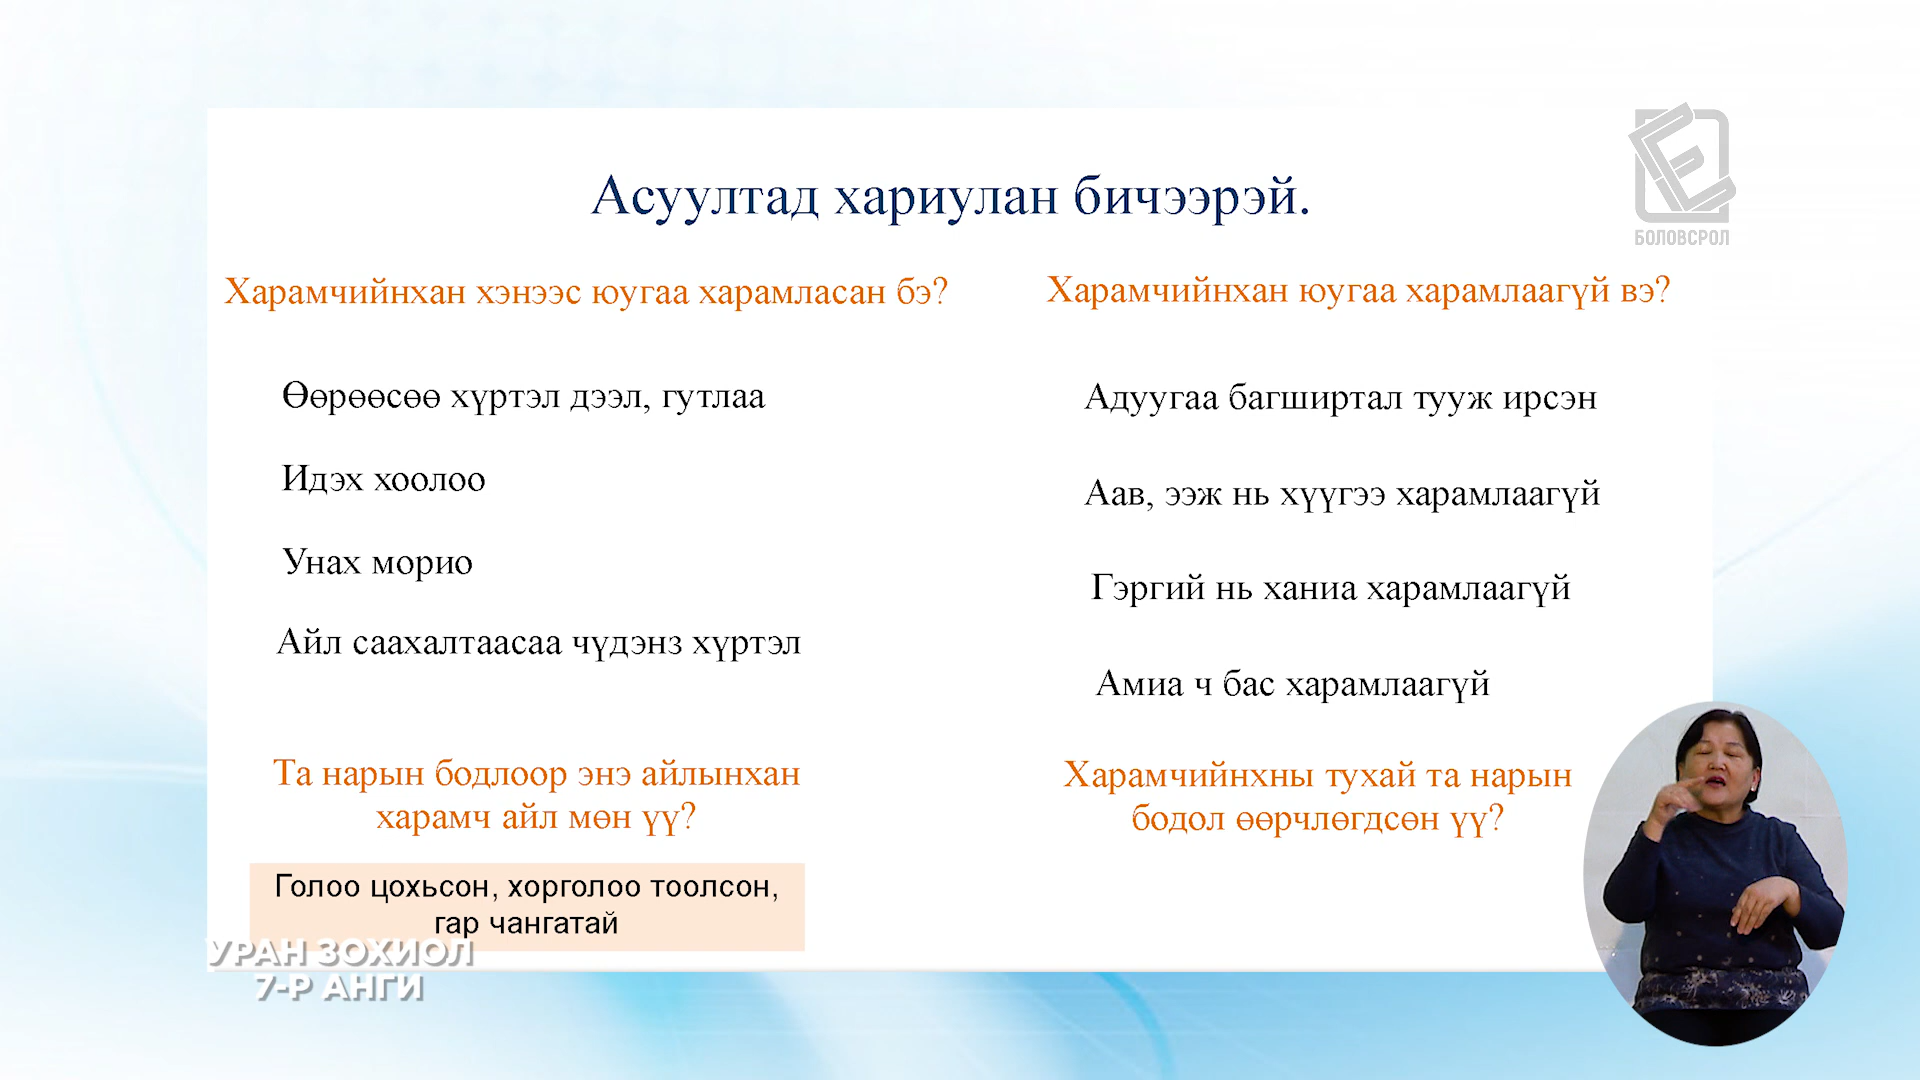 Асуултад хариулан бичээрэй.
БОЛОВСРОЛ
Харамчийнхан хэнээс юугаа харамласан бэ?
Өөрөөсөө хүртэл дээл, гутлаа
Идэх хоолоо
Унах морио
Айл саахалтаасаа чүдэнз хүртэл
Та нарын бодлоор энэ айлынхан
харамч айл мөн үү?
Голоо цохьсон, хорголоо тоолсон,
гар чангатай
Харамчийнхан юугаа харамлаагүй вэ?
Адуугаа багширтал тууж ирсэн
Аав, ээж нь хүүгээ харамлаагүй
Гэргий нь ханиа харамлаагүй
Амиа ч бас харамлаагүй
Харамчийнхны тухай та нарын
бодол өөрчлөгдсөн үү?
УРАН ЗОХИОЛ
7-Р АНГИ